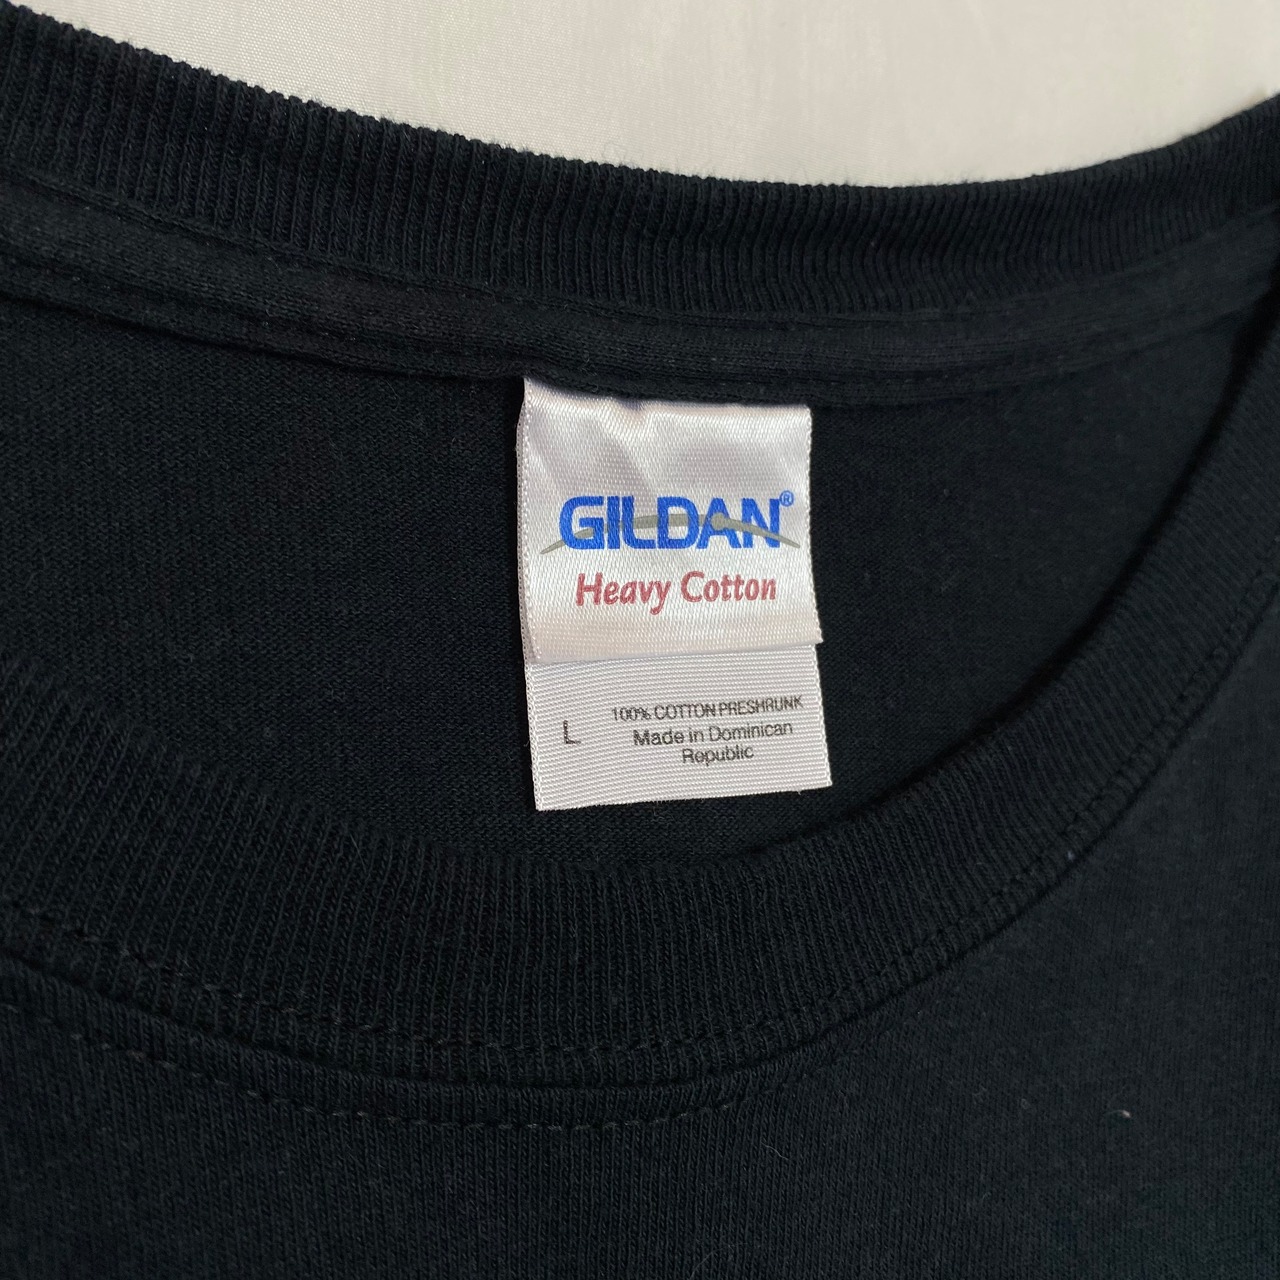 GILDAN®
Heavy Cotton
L
100% COTTON PRESHRUNK
Made in Dominican
Republic